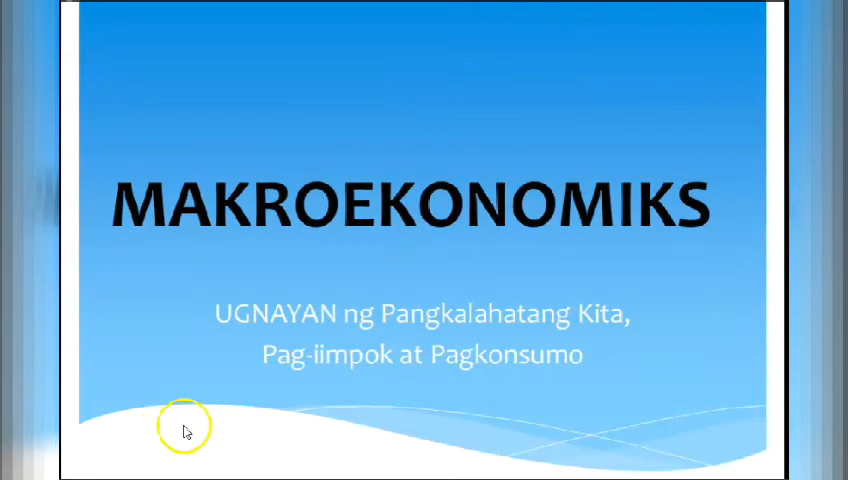 MAKROEKONOMIKS
UGNAYAN ng Pangkalahatang Kita,
Pag-iimpok at Pagkonsumo